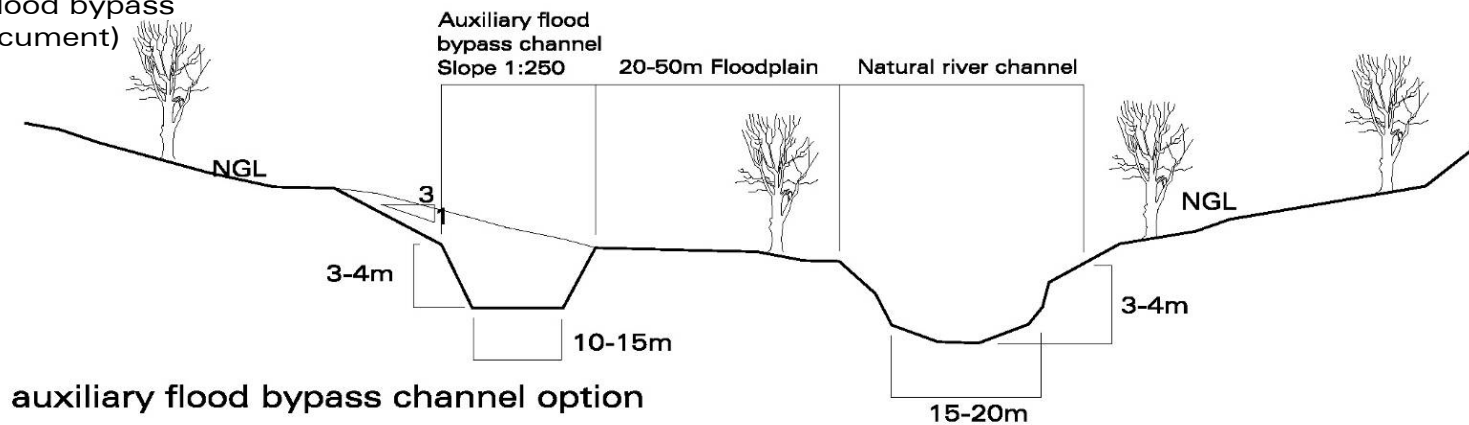 lood bypass
cument)
Auxiliary flood
bypass channel
Slope 1:250
20-50m Floodplain
Natural river channel
NGL
3
1
NGL
3-4m
3-4m
10-15m
15-20m
auxiliary flood bypass channel option